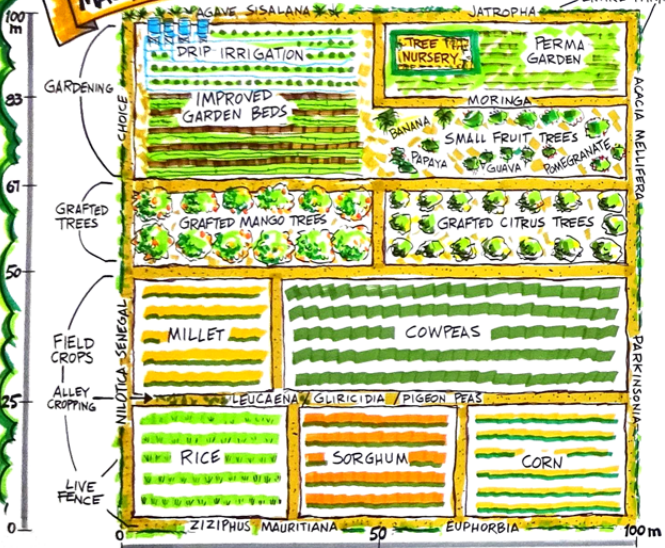 100 m
AGAVE SISALANA
JATROPHA
DRIP IRRIGATION
TREE NURSERY
PERMA GARDEN
GARDENING
83
IMPROVED GARDEN BEDS
MORINGA
CHOICE
ACACIA MELLIFERA
BANANA
SMALL FRUIT TREES
PAPAYA
GUAVA
POMEGRANATE
67
GRAFTED TREES
GRAFTED MANGO TREES
GRAFTED CITRUS TREES
50
NILOTICA SENEGAL
FIELD CROPS
MILLET
COWPEAS
PARKINSONIA
ALLEY CROPPING
25
LEUCAENA / GLIRICIDIA / PIGEON PEAS
RICE
SORGHUM
CORN
LIVE FENCE
0
ZIZIPHUS MAURITIANA
EUPHORBIA
0
50
100 m